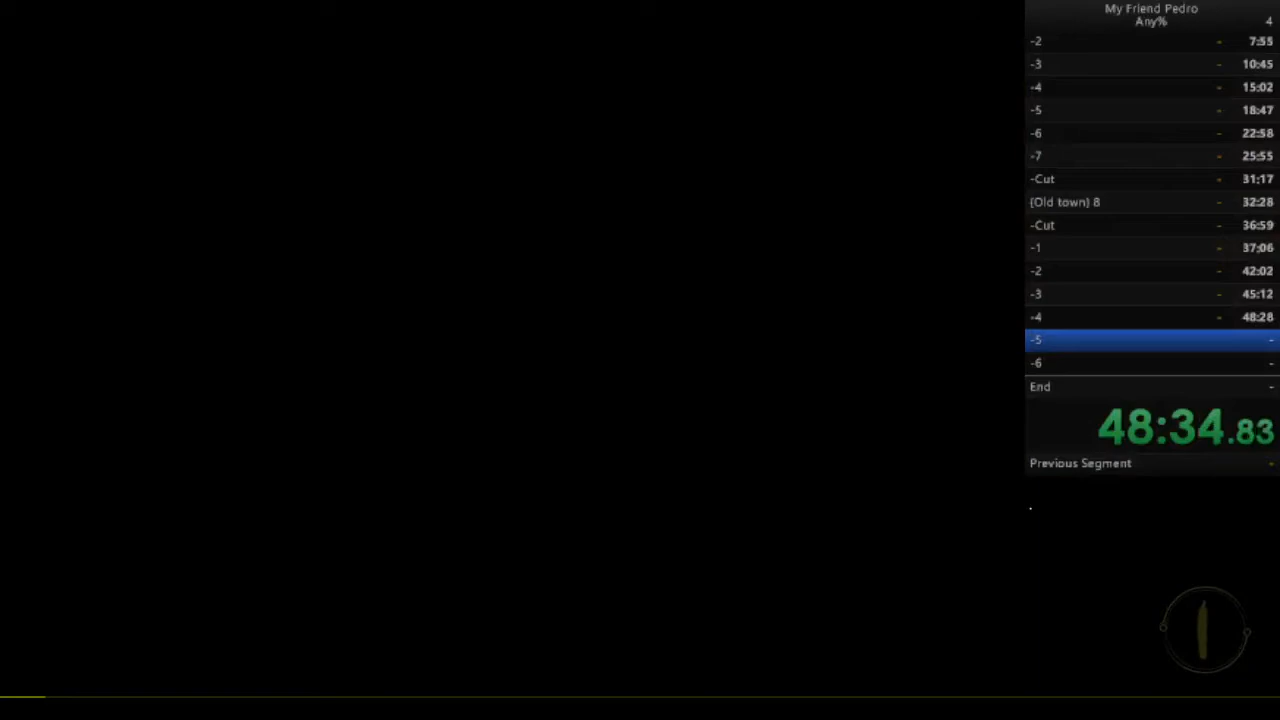 My Friend Pedro
Any% 4
-2 - 7:55
-3 - 10:45
-4 - 15:02
-5 - 18:47
-6 - 22:58
-7 - 25:55
-Cut - 31:17
{Old town} 8 - 32:28
-Cut - 36:59
-1 - 37:06
-2 - 42:02
-3 - 45:12
-4 - 48:28
-5 -
-6 -
End -
48:34.83
Previous Segment -